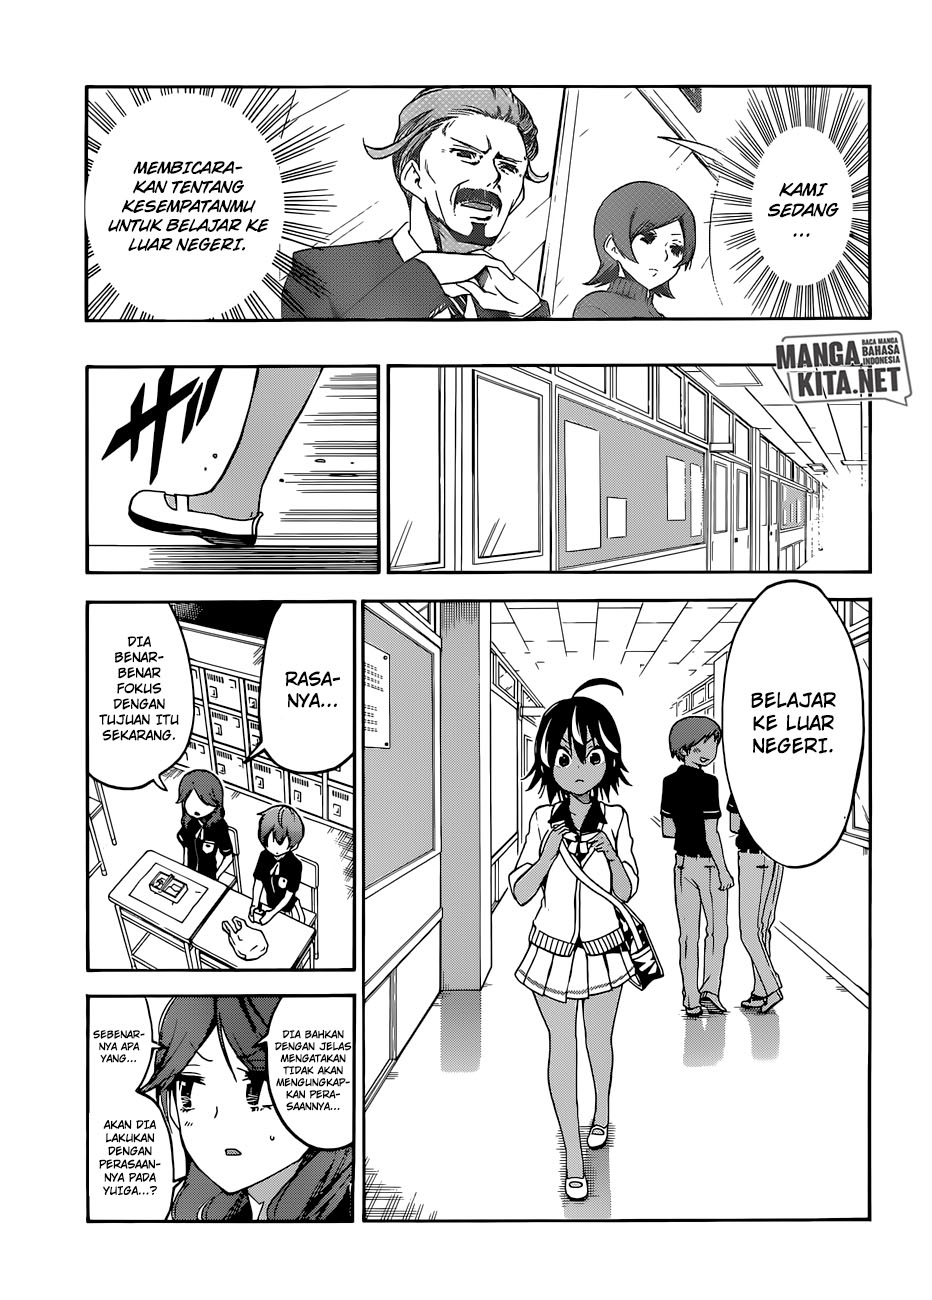 KAMI
SEDANG
...
MEMBICARA-
KAN TENTANG
KESEMPATANMU
UNTUK BELAJAR KE
LUAR NEGERI.
MANGA
KITA.NET
BACA MANGA
BAHASA
INDONESIA
BELAJAR
KE LUAR
NEGERI.
RASA-
NYA...
DIA
BENAR-
BENAR
FOKUS
DENGAN
TUJUAN ITU
SEKARANG.
DIA BAHKAN
DENGAN JELAS
MENGATAKAN
TIDAK AKAN
MENGUNGKAP-
KAN PERA-
SAANNYA...
SEBENAR-
NYA APA
YANG...
AKAN DIA
LAKUKAN
DENGAN
PERASAAN-
NYA PADA
YUIGA...?